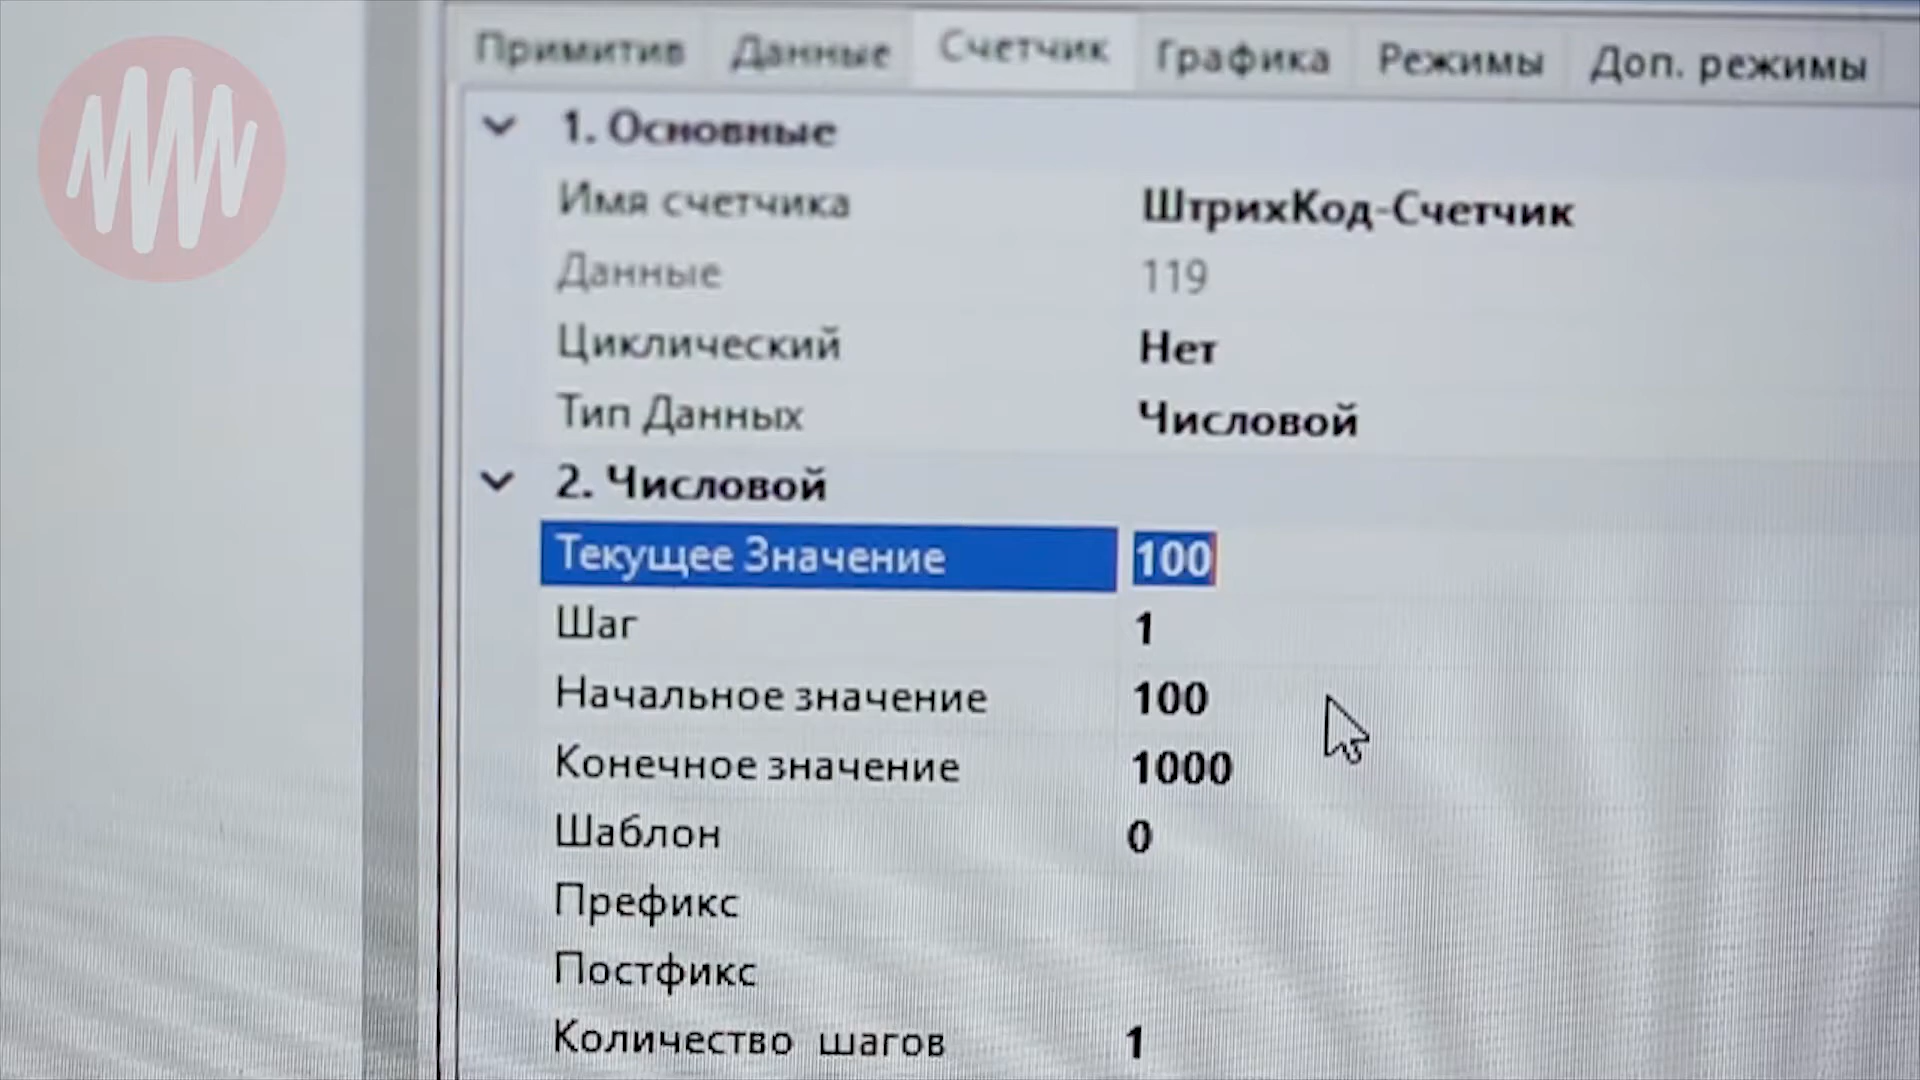 Примитив Данные Счетчик Графика Режимы Доп. режимы
1. Основные
Имя счетчика ШтрихКод-Счетчик
Данные 119
Циклический Нет
Тип Данных Числовой
2. Числовой
Текущее Значение 100
Шаг 1
Начальное значение 100
Конечное значение 1000
Шаблон 0
Префикс
Постфикс
Количество шагов 1